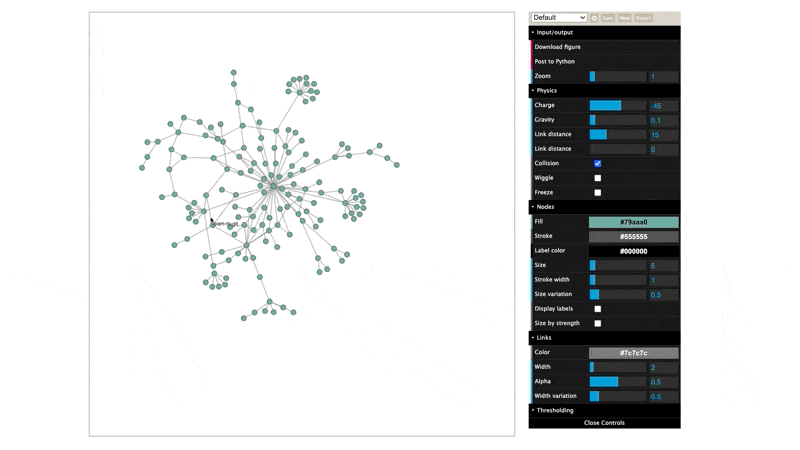 Default Save New Revert
Input/output
Download figure
Post to Python
Zoom 1
Physics
Charge -45
Gravity 0.1
Link distance 15
Link distance 0
Collision
Wiggle
Freeze
Nodes
Fill #79aaa0
Stroke #555555
Label color #000000
Size 5
Stroke width 1
Size variation 0.5
Display labels
Size by strength
Links
Color #7c7c7c
Width 2
Alpha 0.5
Width variation 0.5
Thresholding
Close Controls